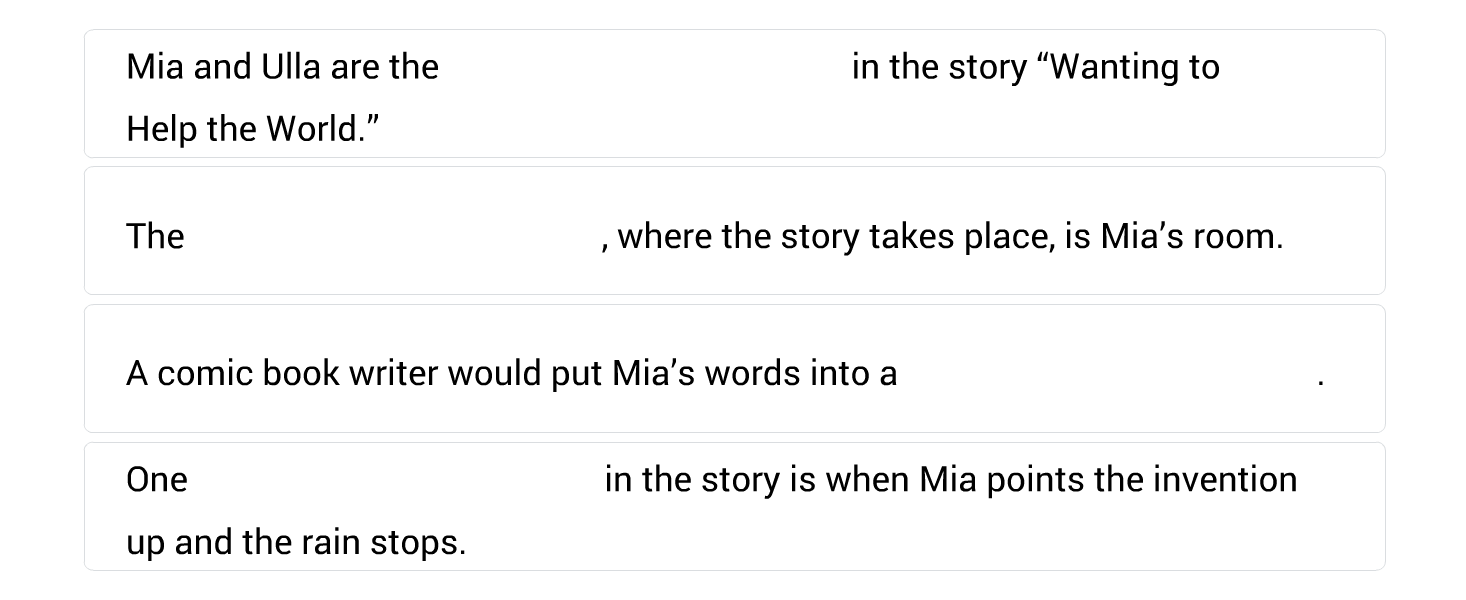 Mia and Ulla are the in the story “Wanting to
Help the World.”
The , where the story takes place, is Mia’s room.
A comic book writer would put Mia’s words into a .
One in the story is when Mia points the invention
up and the rain stops.